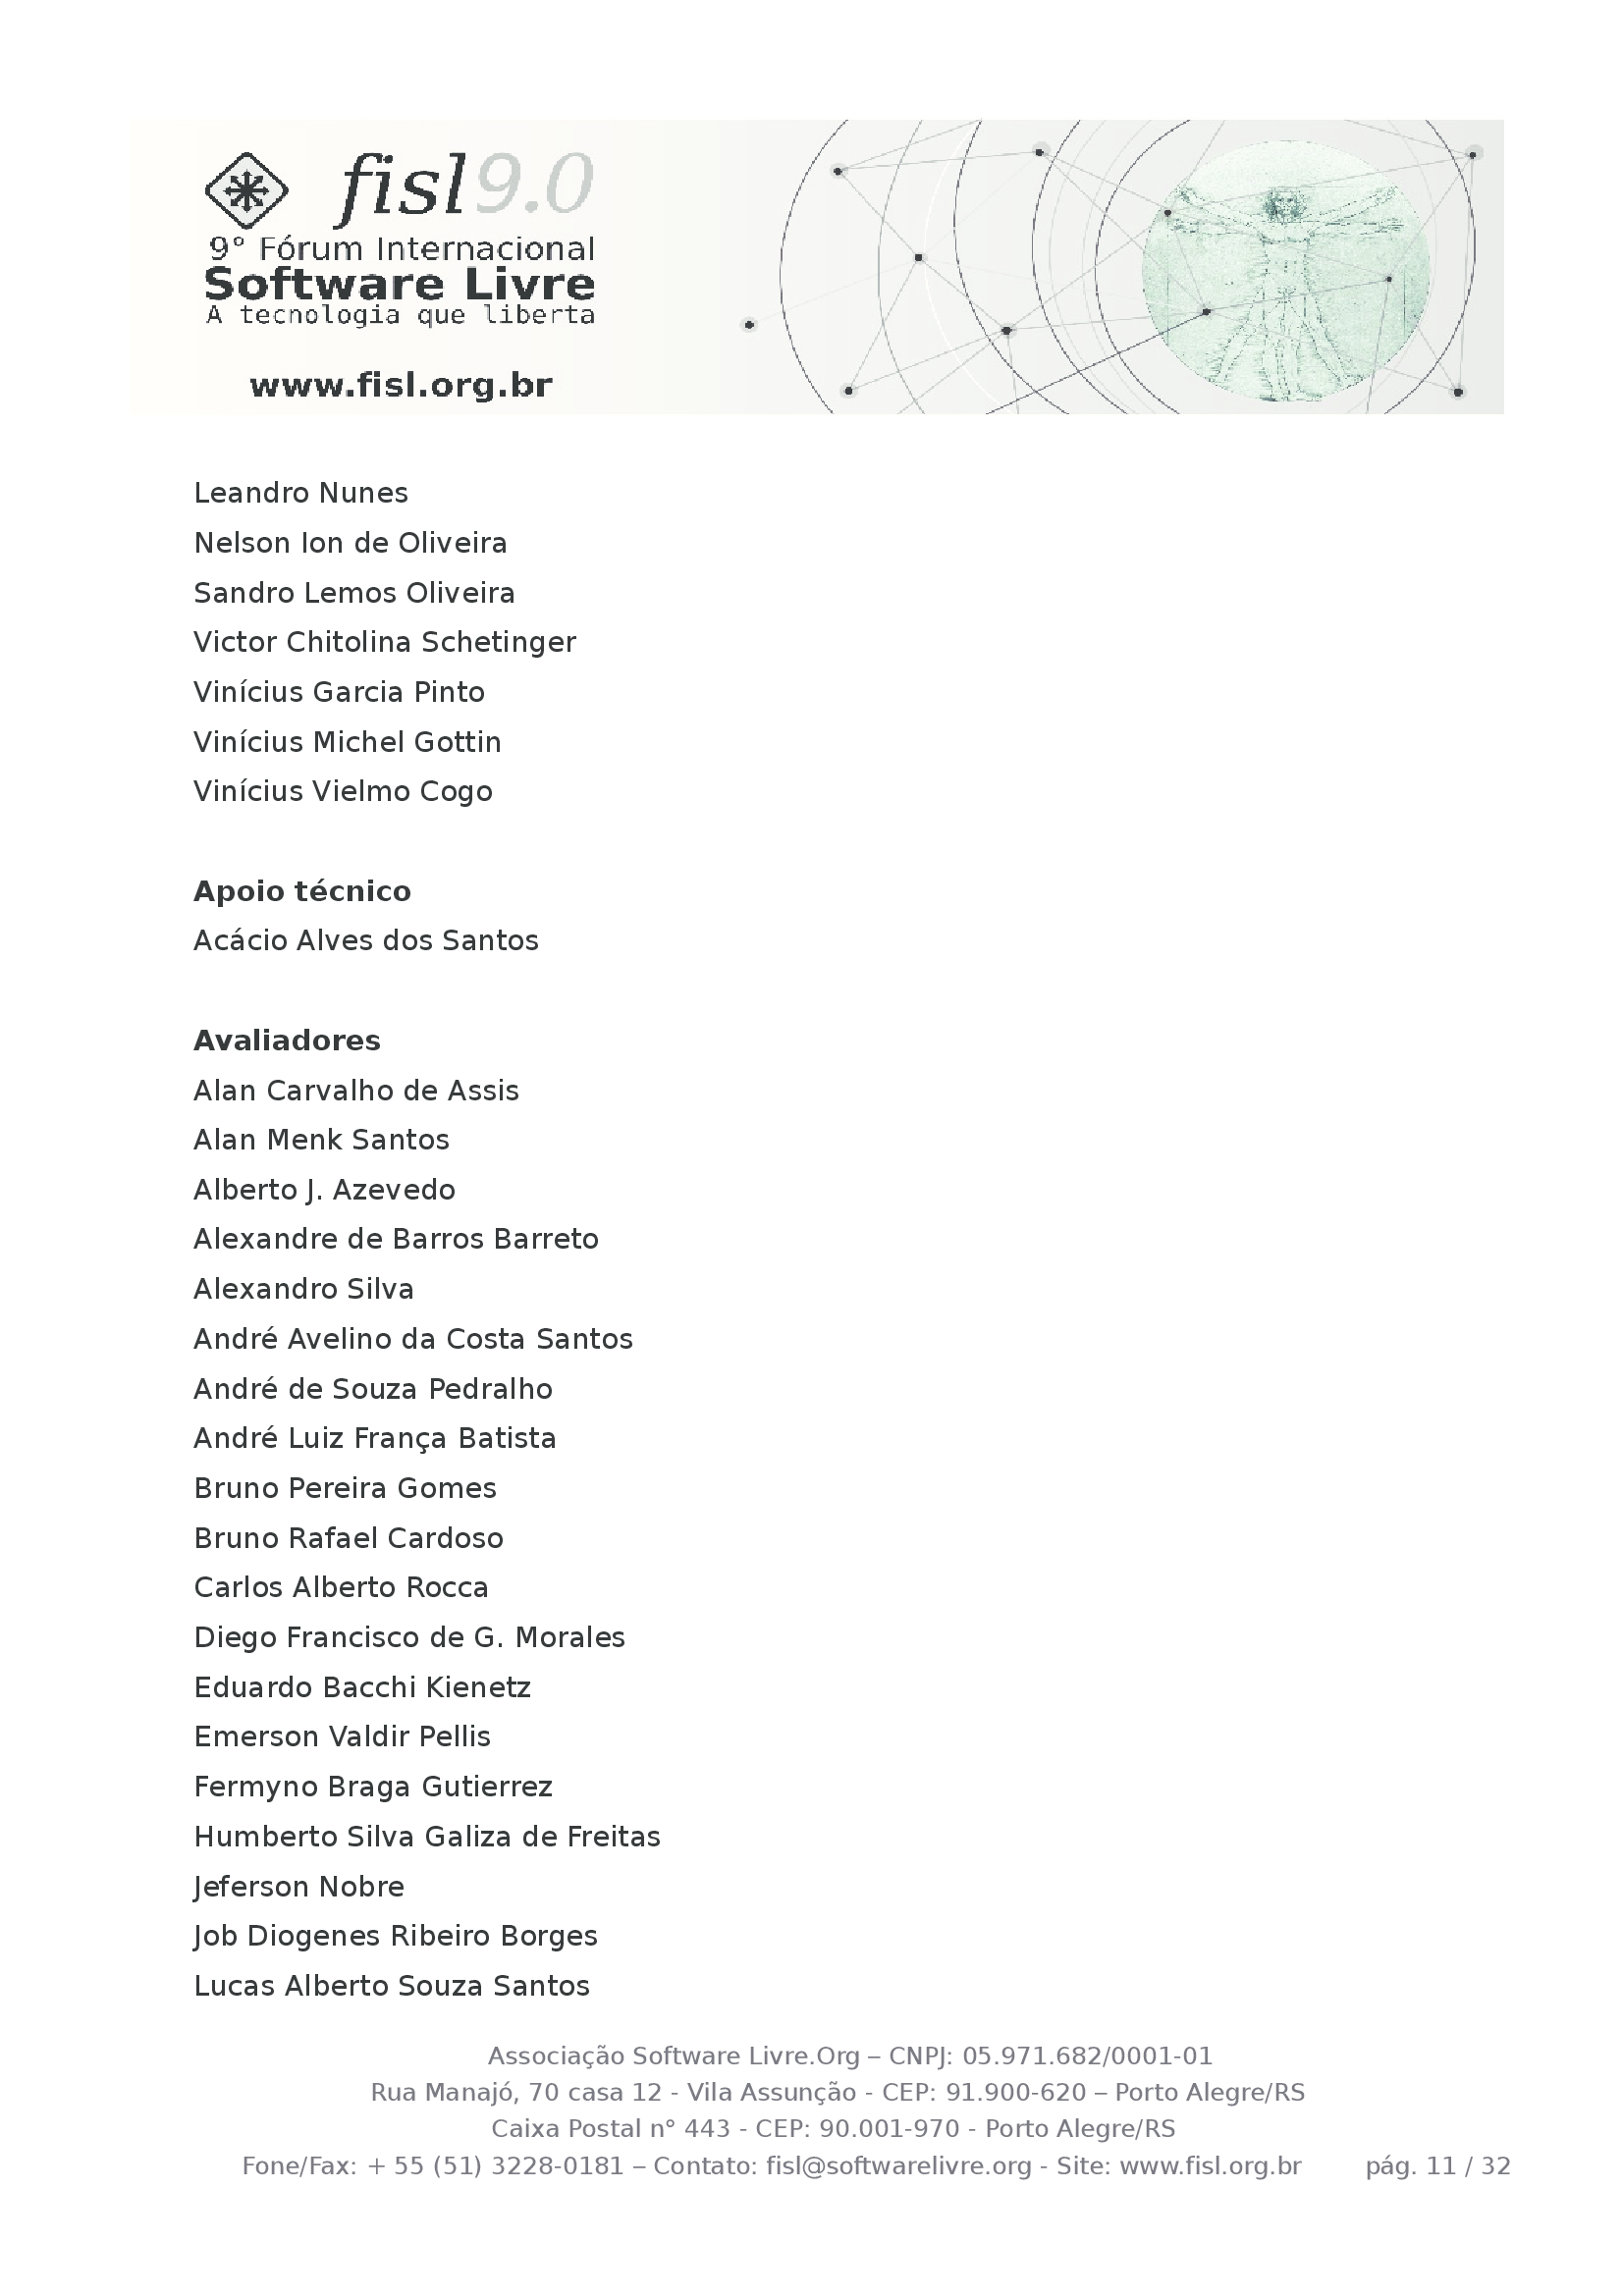 fisl9.0
9° Fórum Internacional
Software Livre
A tecnologia que liberta
www.fisl.org.br
Leandro Nunes
Nelson Ion de Oliveira
Sandro Lemos Oliveira
Victor Chitolina Schetinger
Vinícius Garcia Pinto
Vinícius Michel Gottin
Vinícius Vielmo Cogo
Apoio técnico
Acácio Alves dos Santos
Avaliadores
Alan Carvalho de Assis
Alan Menk Santos
Alberto J. Azevedo
Alexandre de Barros Barreto
Alexandro Silva
André Avelino da Costa Santos
André de Souza Pedralho
André Luiz França Batista
Bruno Pereira Gomes
Bruno Rafael Cardoso
Carlos Alberto Rocca
Diego Francisco de G. Morales
Eduardo Bacchi Kienetz
Emerson Valdir Pellis
Fermyno Braga Gutierrez
Humberto Silva Galiza de Freitas
Jeferson Nobre
Job Diogenes Ribeiro Borges
Lucas Alberto Souza Santos
Associação Software Livre.Org – CNPJ: 05.971.682/0001-01
Rua Manajó, 70 casa 12 - Vila Assunção - CEP: 91.900-620 – Porto Alegre/RS
Caixa Postal n° 443 - CEP: 90.001-970 - Porto Alegre/RS
Fone/Fax: + 55 (51) 3228-0181 – Contato: fisl@softwarelivre.org - Site: www.fisl.org.br pág. 11 / 32